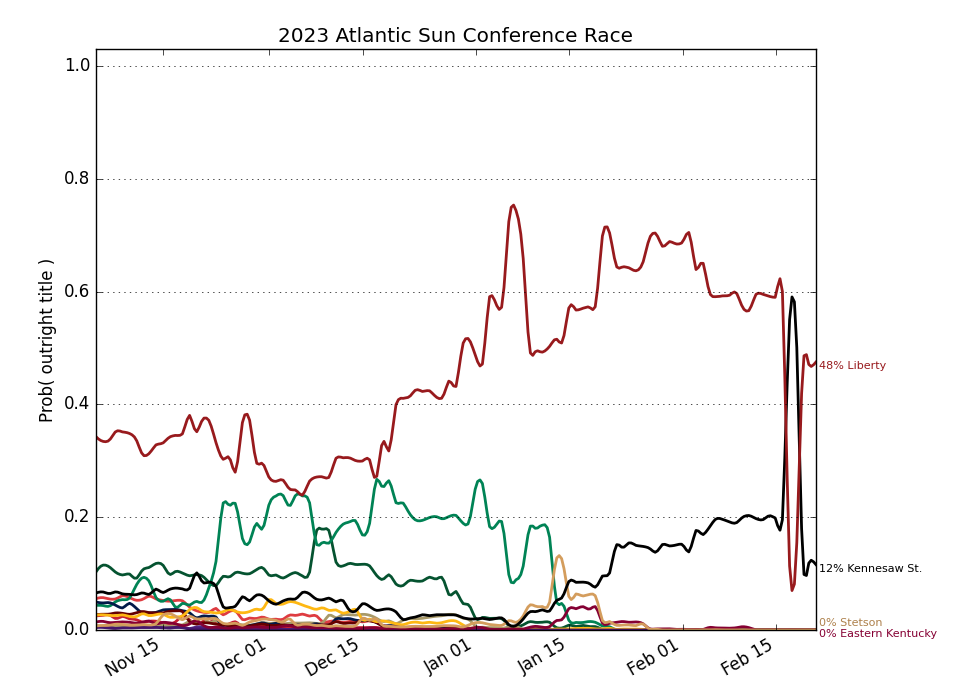 2023 Atlantic Sun Conference Race
Prob( outright title )
1.0
0.8
0.6
0.4
0.2
0.0
Nov 15
Dec 01
Dec 15
Jan 01
Jan 15
Feb 01
Feb 15
48% Liberty
12% Kennesaw St.
0% Stetson
0% Eastern Kentucky